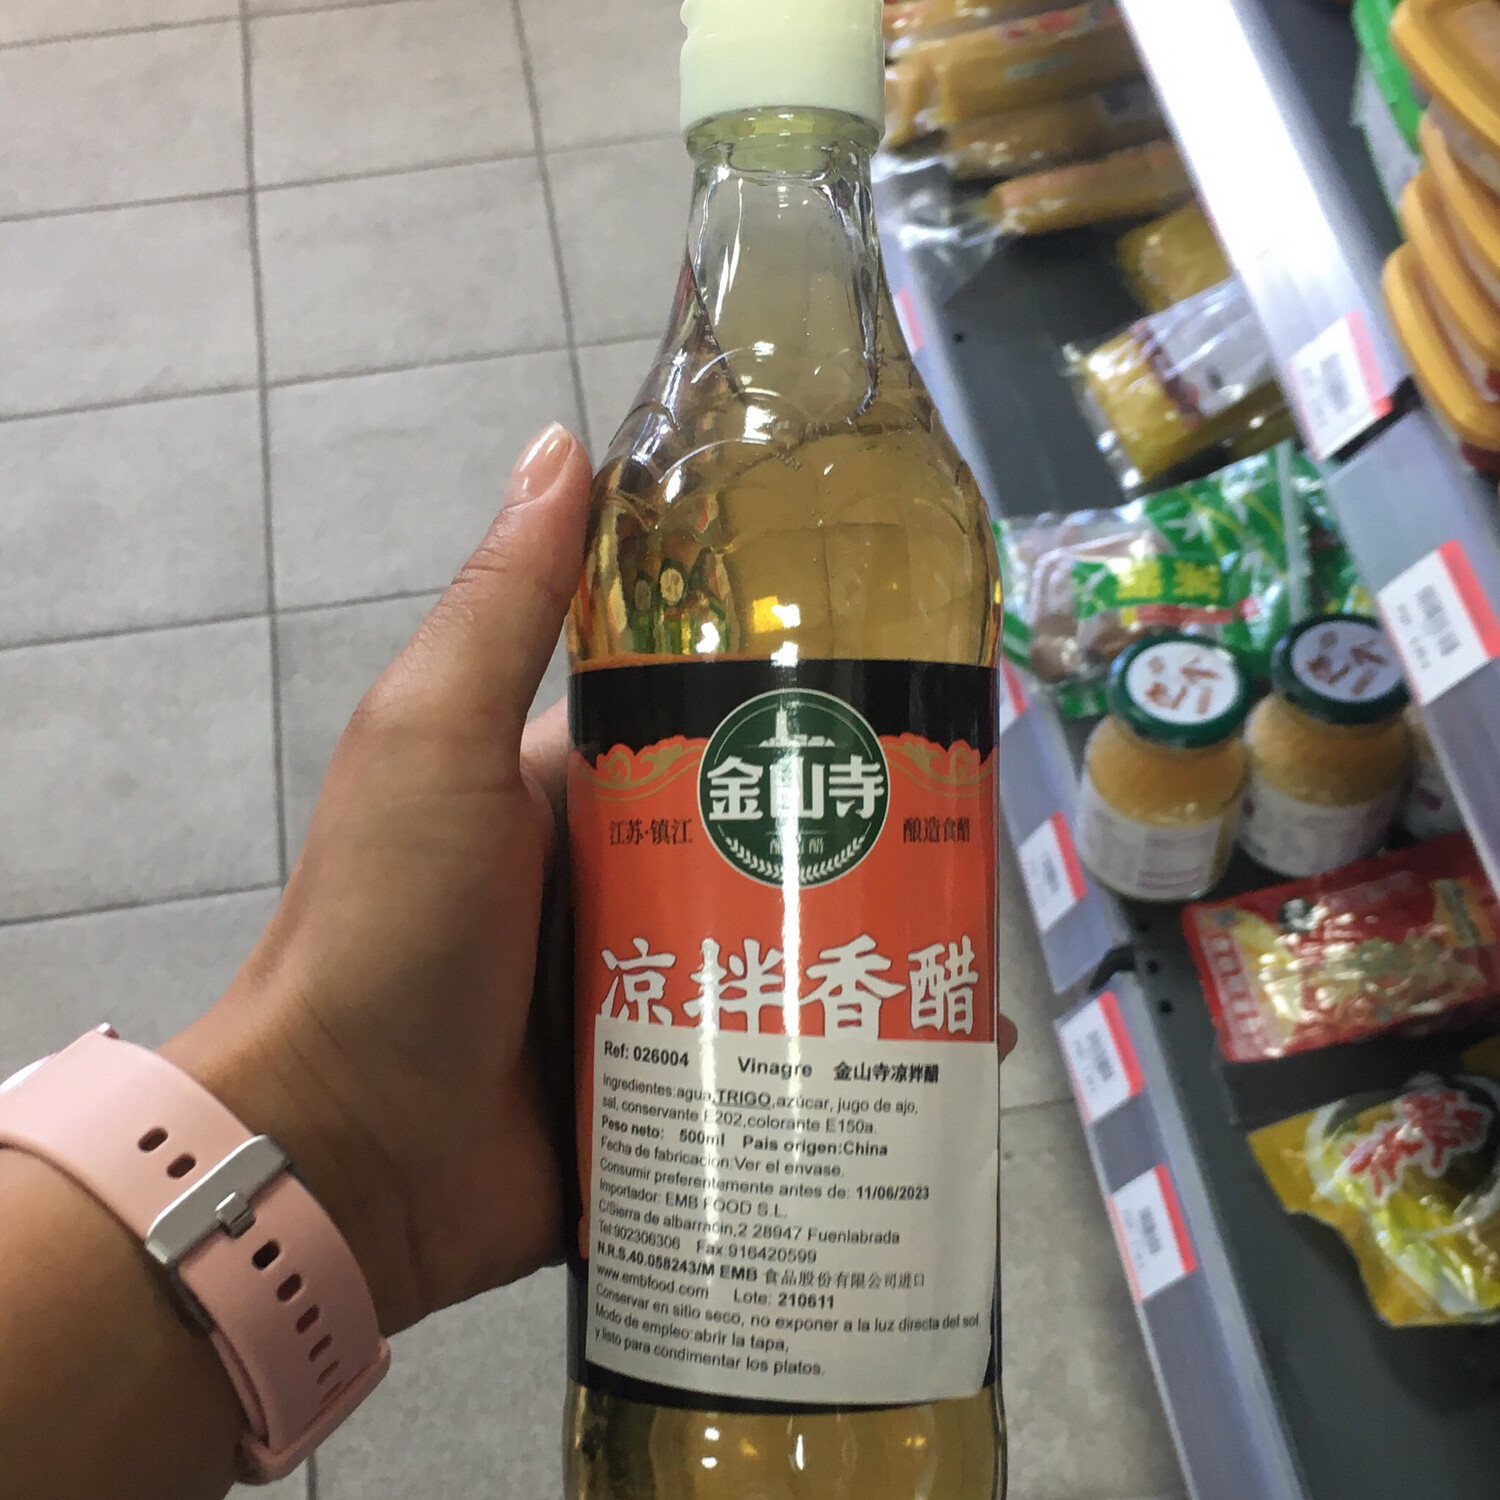 金山寺
江苏·镇江
酿造食醋
凉拌香醋
Ref: 026004 Vinagre 金山寺凉拌醋
Ingredientes:agua,TRIGO,azúcar, jugo de ajo,
sal, conservante E202,colorante E150a.
Peso neto: 500ml Pais origen:China
Fecha de fabricacion:Ver el envase.
Consumir preferentemente antes de: 11/06/2023
Importador: EMB FOOD S.L.
C/Sierra de albarracin,2 28947 Fuenlabrada
Tel:902306306 Fax:916420599
N.R.S.40.058243/M EMB 食品股份有限公司进口
www.embfood.com Lote: 210611
Conservar en sitio seco, no exponer a la luz directa del sol.
Modo de empleo:abrir la tapa,
y listo para condimentar los platos.